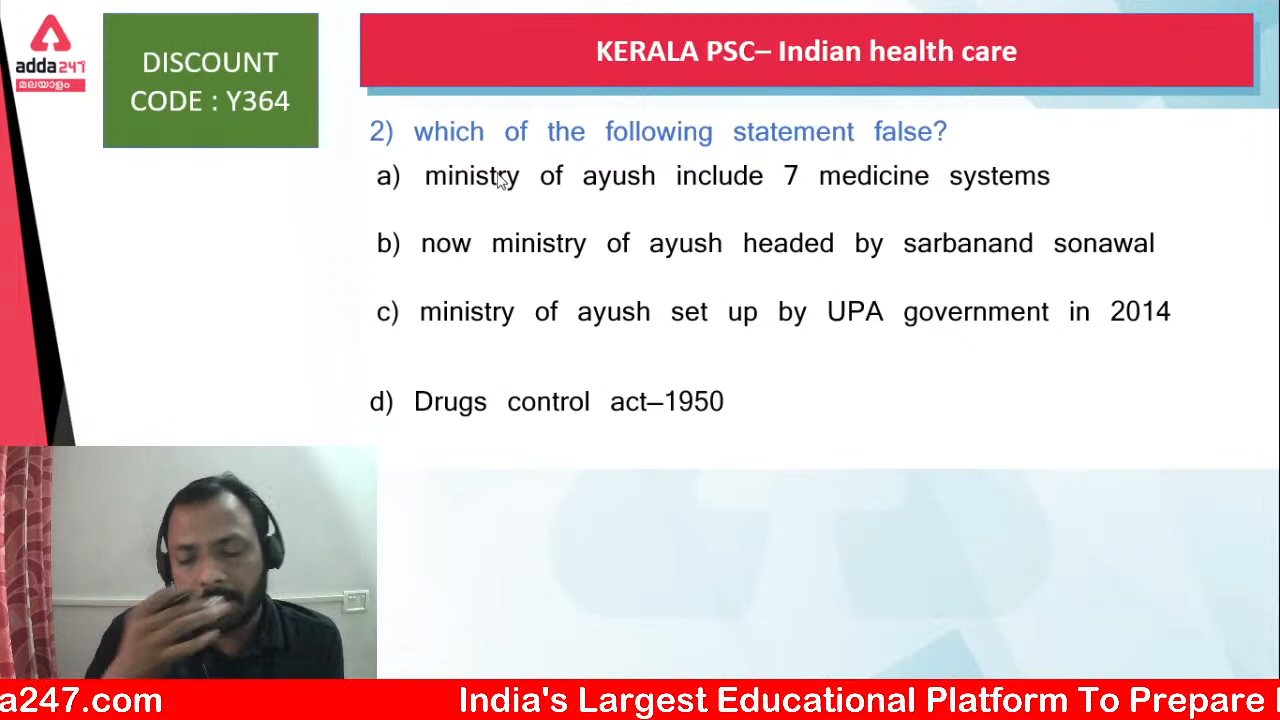 adda247
മലയാളം
DISCOUNT
CODE : Y364
KERALA PSC– Indian health care
2) which of the following statement false?
a) ministry of ayush include 7 medicine systems
b) now ministry of ayush headed by sarbanand sonawal
c) ministry of ayush set up by UPA government in 2014
d) Drugs control act–1950
a247.com India's Largest Educational Platform To Prepare